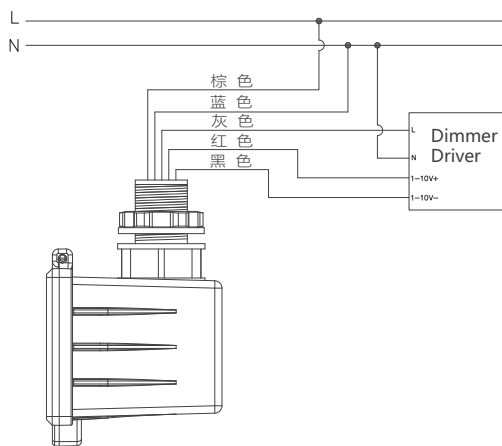 L
N
棕 色
蓝 色
灰 色
红 色
黑 色
L
Dimmer
Driver
N
1-10V+
1-10V-